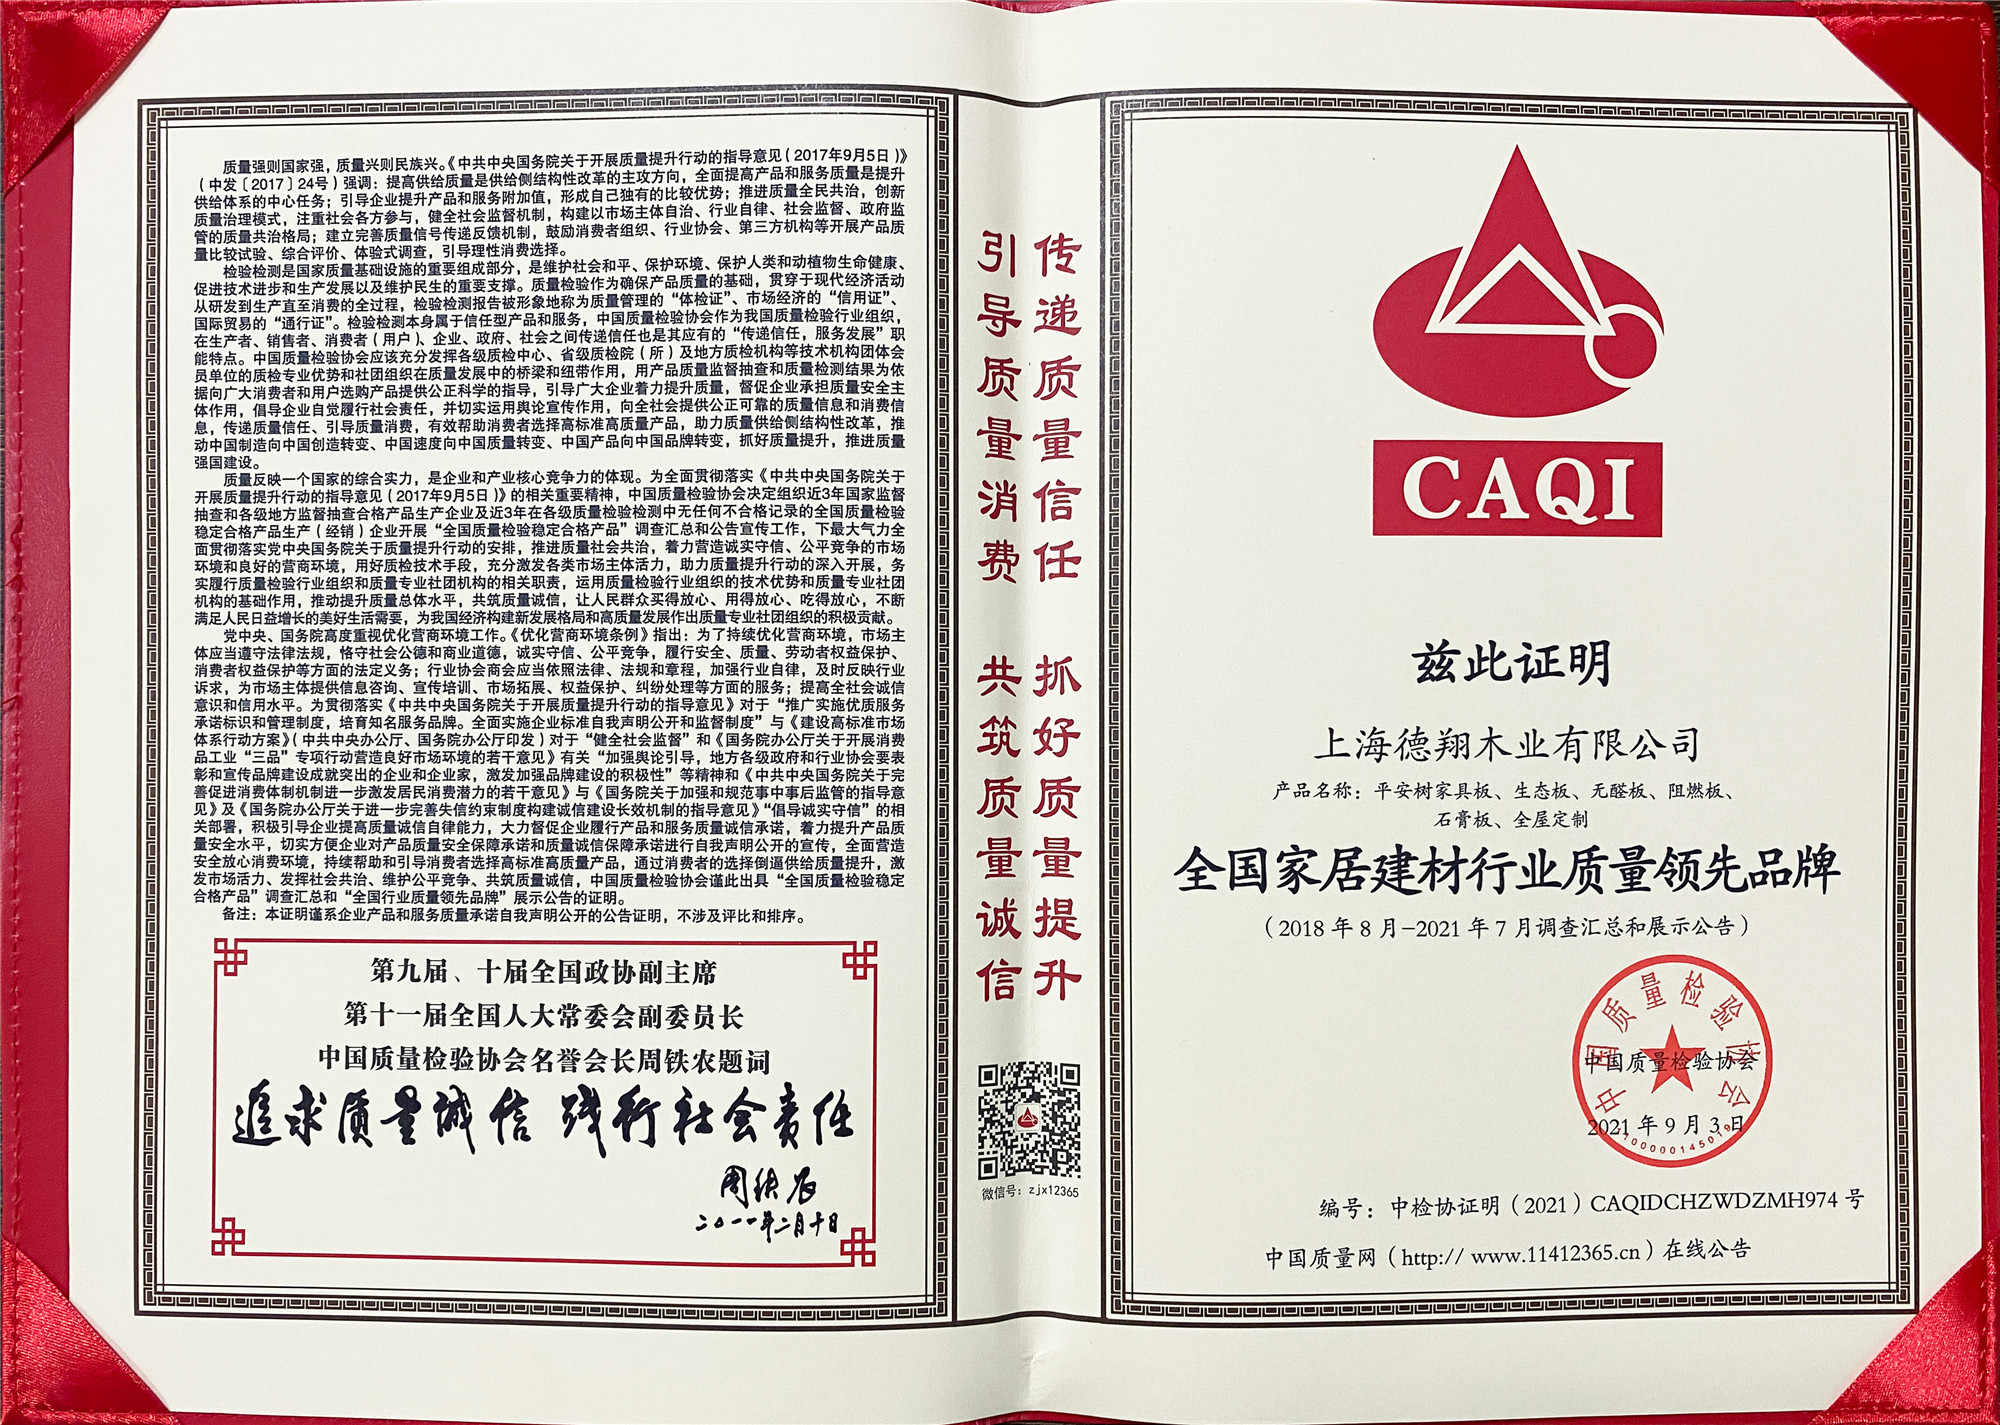 质量强则国家强，质量兴则民族兴。《中共中央国务院关于开展质量提升行动的指导意见（2017年9月5日）》
（中发〔2017〕24号）强调：提高供给质量是供给侧结构性改革的主攻方向，全面提高产品和服务质量是提升
供给体系的中心任务；引导企业提升产品和服务附加值，形成自己独有的比较优势；推进质量全民共治，创新
质量治理模式，注重社会各方参与，健全社会监督机制，构建以市场主体自治、行业自律、社会监督、政府监
管的质量共治格局；建立完善质量信号传递反馈机制，鼓励消费者组织、行业协会、第三方机构等开展产品质
量比较试验、综合评价、体验式调查，引导理性消费选择。
检验检测是国家质量基础设施的重要组成部分，是维护社会和平、保护环境、保护人类和动植物生命健康、
促进技术进步和生产发展以及维护民生的重要支撑。质量检验作为确保产品质量的基础，贯穿于现代经济活动
从研发到生产直至消费的全过程，检验检测报告被形象地称为质量管理的“体检证”、市场经济的“信用证”、
国际贸易的“通行证”。检验检测本身属于信任型产品和服务，中国质量检验协会作为我国质量检验行业组织，
在生产者、销售者、消费者（用户）、企业、政府、社会之间传递信任也是其应有的“传递信任，服务发展”职
能特点。中国质量检验协会应该充分发挥各级质检中心、省级质检院（所）及地方质检机构等技术机构团体会
员单位的质检专业优势和社团组织在质量发展中的桥梁和纽带作用，用产品质量监督抽查和质量检测结果为依
据向广大消费者和用户选购产品提供公正科学的指导，引导广大企业着力提升质量，督促企业承担质量安全主
体作用，倡导企业自觉履行社会责任，并切实运用舆论宣传作用，向全社会提供公正可靠的质量信息和消费信
息，传递质量信任、引导质量消费，有效帮助消费者选择高标准高质量产品，助力质量供给侧结构性改革，推
动中国制造向中国创造转变、中国速度向中国质量转变、中国产品向中国品牌转变，抓好质量提升，推进质量
强国建设。
质量反映一个国家的综合实力，是企业和产业核心竞争力的体现。为全面贯彻落实《中共中央国务院关于
开展质量提升行动的指导意见（2017年9月5日）》的相关重要精神，中国质量检验协会决定组织近3年国家监督
抽查和各级地方监督抽查合格产品生产企业及近3年在各级质量检验检测中无任何不合格记录的全国质量检验
稳定合格产品生产（经销）企业开展“全国质量检验稳定合格产品”调查汇总和公告宣传工作，下最大气力全
面贯彻落实党中央国务院关于质量提升行动的安排，推进质量社会共治，着力营造诚实守信、公平竞争的市场
环境和良好的营商环境，用好质检技术手段，充分激发各类市场主体活力，助力质量提升行动的深入开展，务
实履行质量检验行业组织和质量专业社团机构的相关职责，运用质量检验行业组织的技术优势和质量专业社团
机构的基础作用，推动提升质量总体水平，共筑质量诚信，让人民群众买得放心、用得放心、吃得放心，不断
满足人民日益增长的美好生活需要，为我国经济构建新发展格局和高质量发展作出质量专业社团组织的积极贡献。
党中央、国务院高度重视优化营商环境工作。《优化营商环境条例》指出：为了持续优化营商环境，市场主
体应当遵守法律法规，恪守社会公德和商业道德，诚实守信、公平竞争，履行安全、质量、劳动者权益保护、
消费者权益保护等方面的法定义务；行业协会商会应当依照法律、法规和章程，加强行业自律，及时反映行业
诉求，为市场主体提供信息咨询、宣传培训、市场拓展、权益保护、纠纷处理等方面的服务；提高全社会诚信
意识和信用水平。为贯彻落实《中共中央国务院关于开展质量提升行动的指导意见》对于“推广实施优质服务
承诺标识和管理制度，培育知名服务品牌。全面实施企业标准自我声明公开和监督制度”与《建设高标准市场
体系行动方案》（中共中央办公厅、国务院办公厅印发）对于“健全社会监督”和《国务院办公厅关于开展消费
品工业“三品”专项行动营造良好市场环境的若干意见》有关“加强舆论引导，地方各级政府和行业协会要表
彰和宣传品牌建设成就突出的企业和企业家，激发加强品牌建设的积极性”等精神和《中共中央国务院关于完
善促进消费体制机制进一步激发居民消费潜力的若干意见》与《国务院关于加强和规范事中事后监管的指导意
见》及《国务院办公厅关于进一步完善失信约束制度构建诚信建设长效机制的指导意见》“倡导诚实守信”的相
关部署，积极引导企业提高质量诚信自律能力，大力督促企业履行产品和服务质量诚信承诺，着力提升产品质
量安全水平，切实方便企业对产品质量安全保障承诺和质量诚信保障承诺进行自我声明公开的宣传，全面营造
安全放心消费环境，持续帮助和引导消费者选择高标准高质量产品，通过消费者的选择倒逼供给质量提升，激
发市场活力、发挥社会共治、维护公平竞争、共筑质量诚信，中国质量检验协会谨此出具“全国质量检验稳定
合格产品”调查汇总和“全国行业质量领先品牌”展示公告的证明。
备注：本证明谨系企业产品和服务质量承诺自我声明公开的公告证明，不涉及评比和排序。
第九届、十届全国政协副主席
第十一届全国人大常委会副委员长
中国质量检验协会名誉会长周铁农题词
追求质量诚信 践行社会责任
周铁农
二〇一一年二月十日
传递质量信任 抓好质量提升
引导质量消费 共筑质量诚信
微信号：zjx12365
CAQI
兹此证明
上海德翔木业有限公司
产品名称：平安树家具板、生态板、无醛板、阻燃板、
石膏板、全屋定制
全国家居建材行业质量领先品牌
（2018年8月-2021年7月调查汇总和展示公告）
中国质量检验协会
中国质量检验协会
2021年9月3日
编号：中检协证明（2021）CAQIDCHZWDZMH974号
中国质量网（http:// www.11412365.cn）在线公告